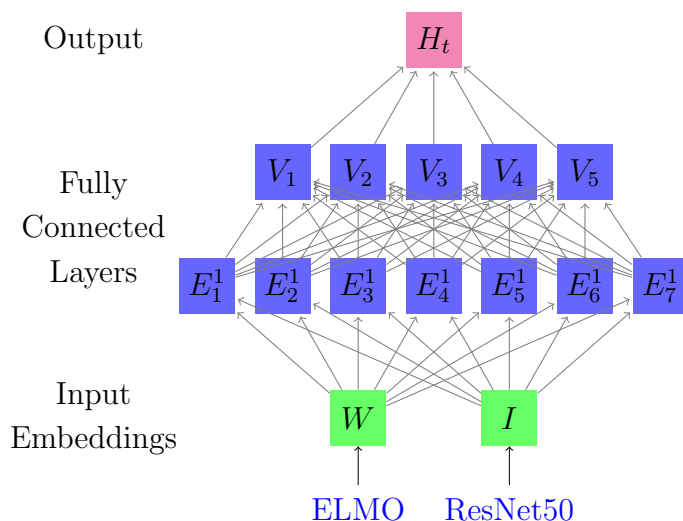 Output
H_t
Fully
Connected
Layers
V_1 V_2 V_3 V_4 V_5
E_1^1 E_2^1 E_3^1 E_4^1 E_5^1 E_6^1 E_7^1
Input
Embeddings
W I
ELMO ResNet50